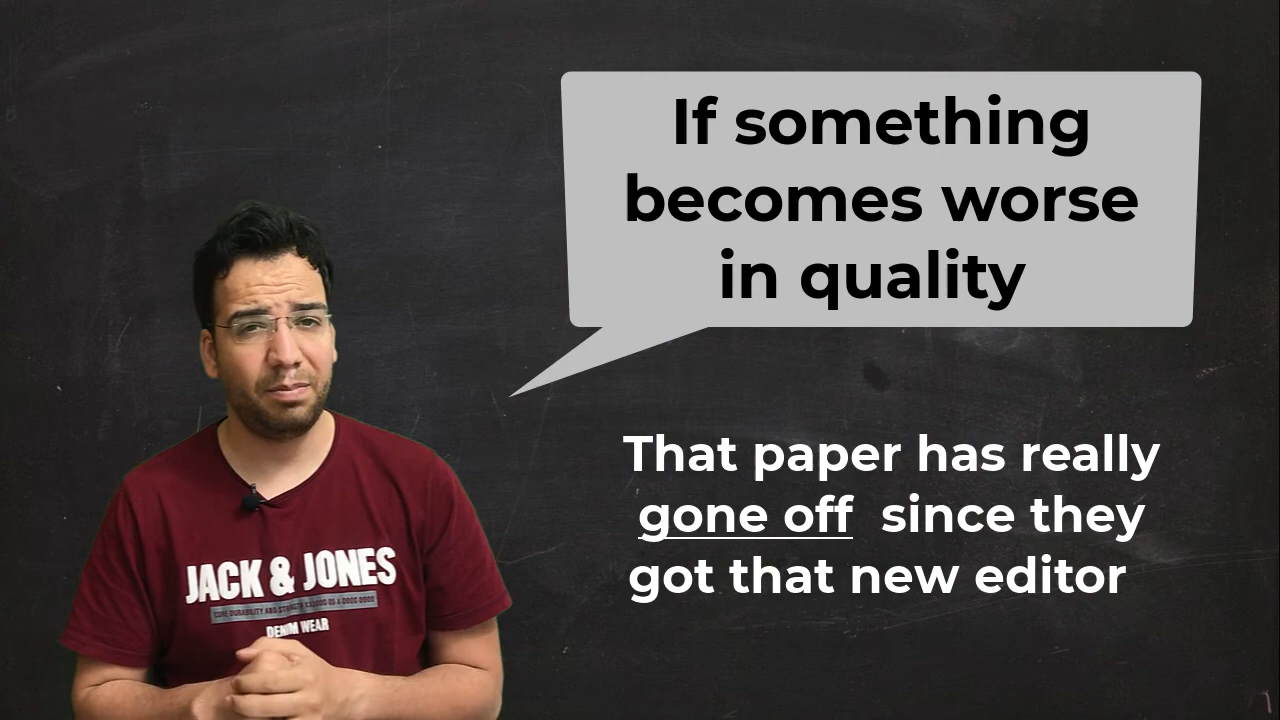 If something
becomes worse
in quality
That paper has really
gone off since they
got that new editor
JACK & JONES
DENIM WEAR